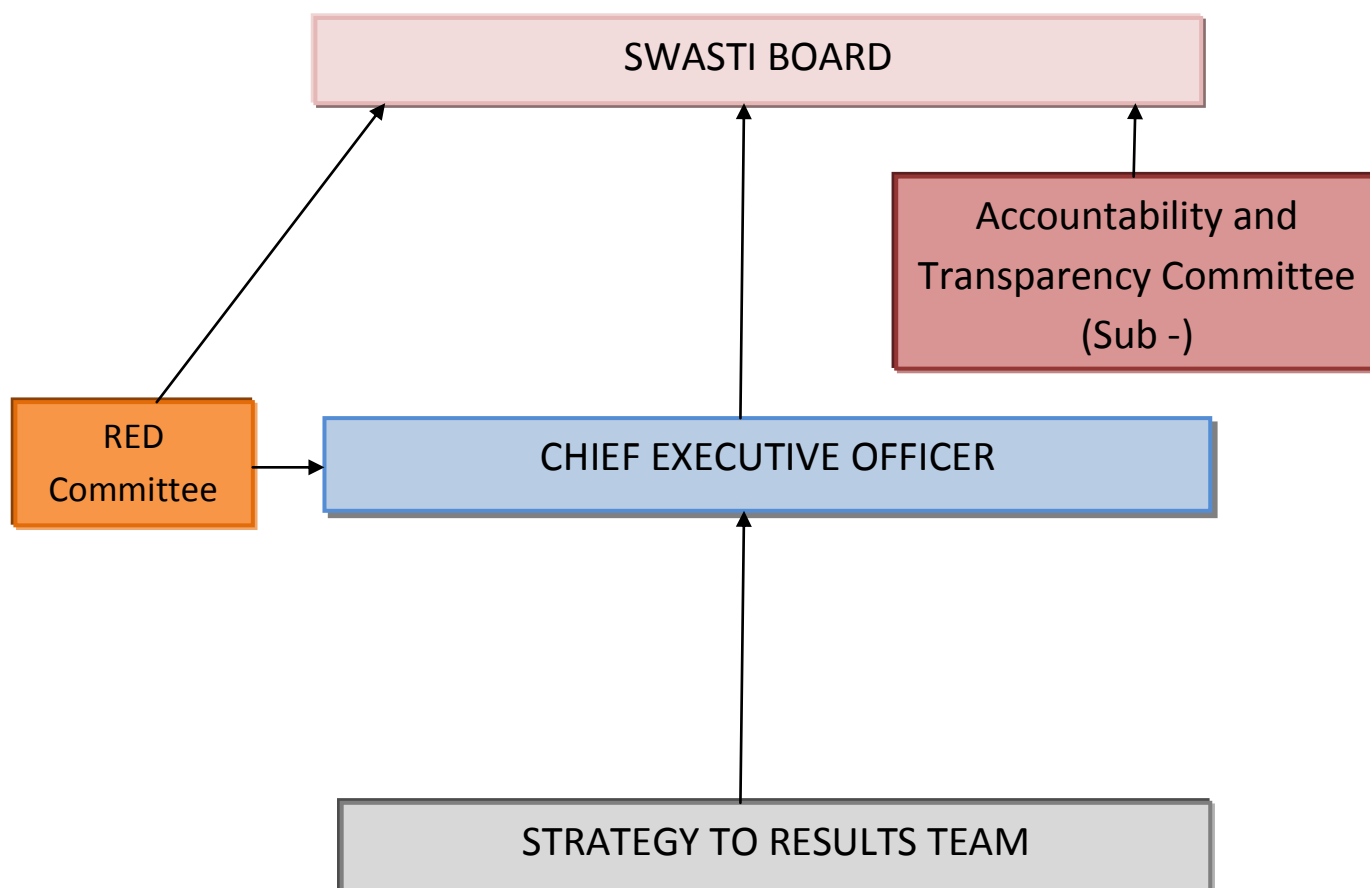 SWASTI BOARD
Accountability and
Transparency Committee
(Sub -)
RED
Committee
CHIEF EXECUTIVE OFFICER
STRATEGY TO RESULTS TEAM